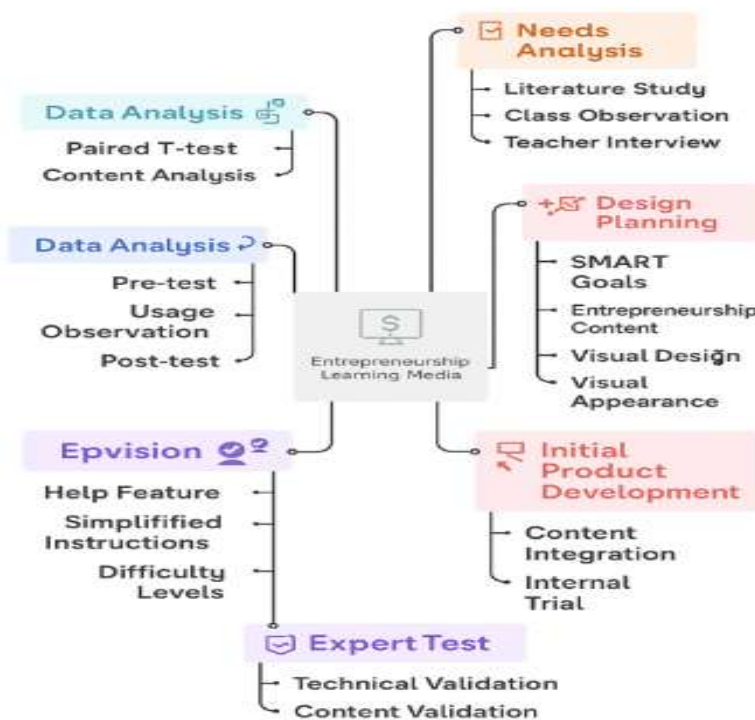 Needs
Analysis
Literature Study
Class Observation
Teacher Interview
Data Analysis
Paired T-test
Content Analysis
Design
Planning
SMART
Goals
Entrepreneurship
Content
Visual Desigň
Visual
Appearance
Data Analysis
Pre-test
Usage
Observation
Post-test
$
Entrepreneurship
Learning Media
Epvision
Help Feature
Simplifified
Instructions
Difficulty
Levels
Initial
Product
Development
Content
Integration
Internal
Trial
Expert Test
Technical Validation
Content Validation